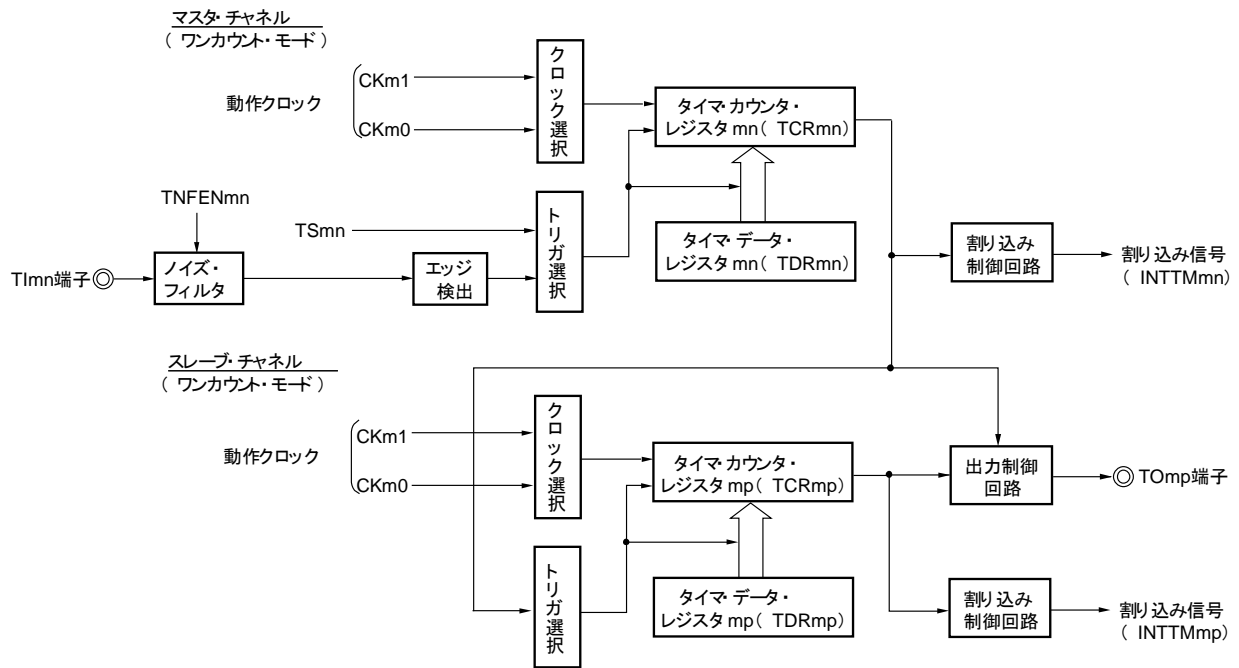 マスタ・チャネル
(ワンカウント・モード)
動作クロック
CKm1
CKm0
クロック選択
タイマ・カウンタ・
レジスタmn(TCRmn)
TNFENmn
TSmn
トリガ選択
タイマ・データ・
レジスタmn(TDRmn)
割り込み
制御回路
割り込み信号
(INTTMmn)
TImn端子
ノイズ・
フィルタ
エッジ
検出
スレーブ・チャネル
(ワンカウント・モード)
動作クロック
CKm1
CKm0
クロック選択
タイマ・カウンタ・
レジスタmp(TCRmp)
出力制御
回路
TOmp端子
トリガ選択
タイマ・データ・
レジスタmp(TDRmp)
割り込み
制御回路
割り込み信号
(INTTMmp)